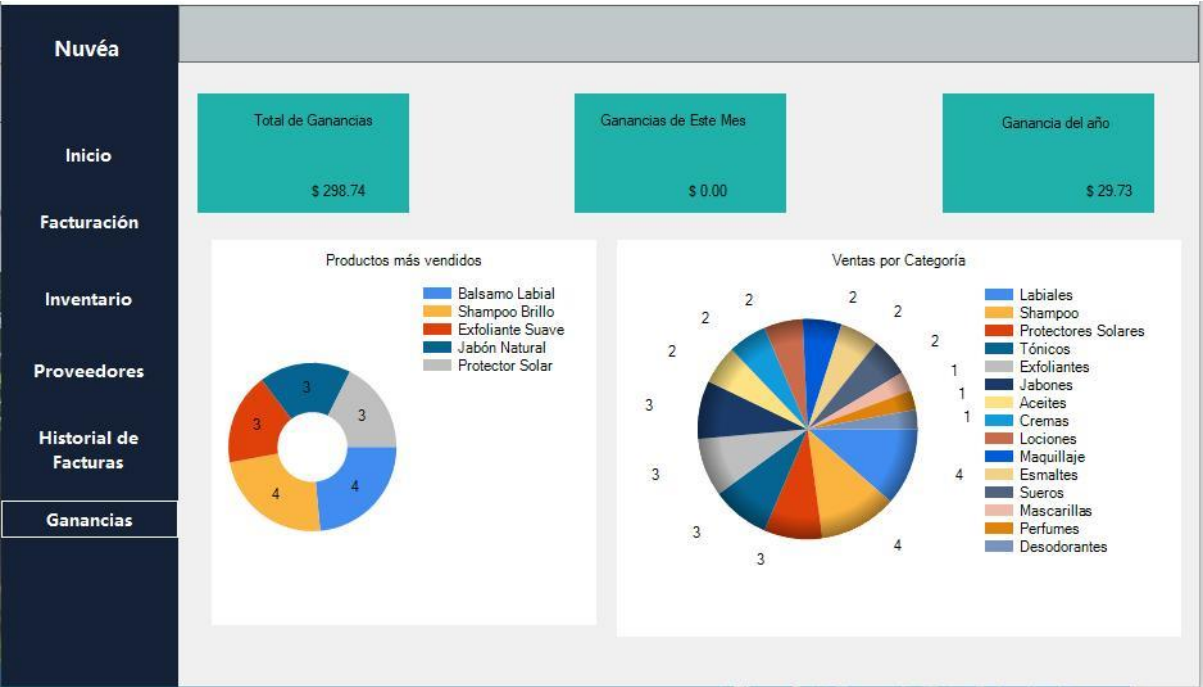 Nuvéa
Inicio
Facturación
Inventario
Proveedores
Historial de
Facturas
Ganancias
Total de Ganancias
$ 298.74
Ganancias de Este Mes
$ 0.00
Ganancia del año
$ 29.73
Productos más vendidos
Balsamo Labial
Shampoo Brillo
Exfoliante Suave
Jabón Natural
Protector Solar
3
3
3
4
4
Ventas por Categoría
Labiales
Shampoo
Protectores Solares
Tónicos
Exfoliantes
Jabones
Aceites
Cremas
Lociones
Maquillaje
Esmaltes
Sueros
Mascarillas
Perfumes
Desodorantes
2
2
2
2
2
2
1
1
1
3
3
3
3
4
4